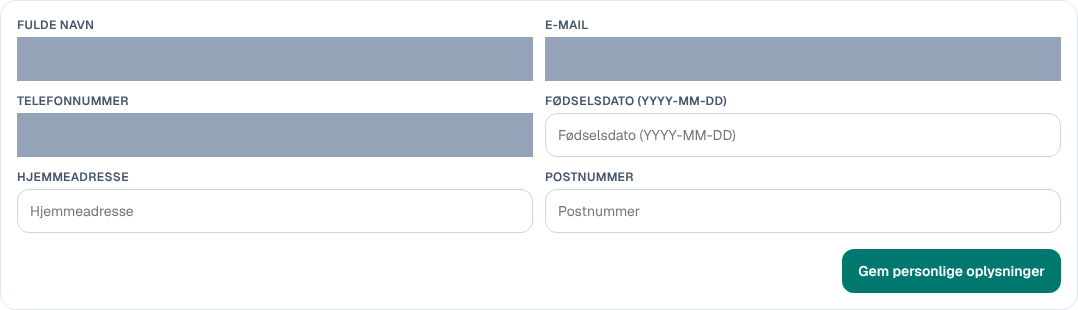 FULDE NAVN
E-MAIL
TELEFONNUMMER
FØDSELSDATO (YYYY-MM-DD)
Fødselsdato (YYYY-MM-DD)
HJEMMEADRESSE
POSTNUMMER
Hjemmeadresse
Postnummer
Gem personlige oplysninger